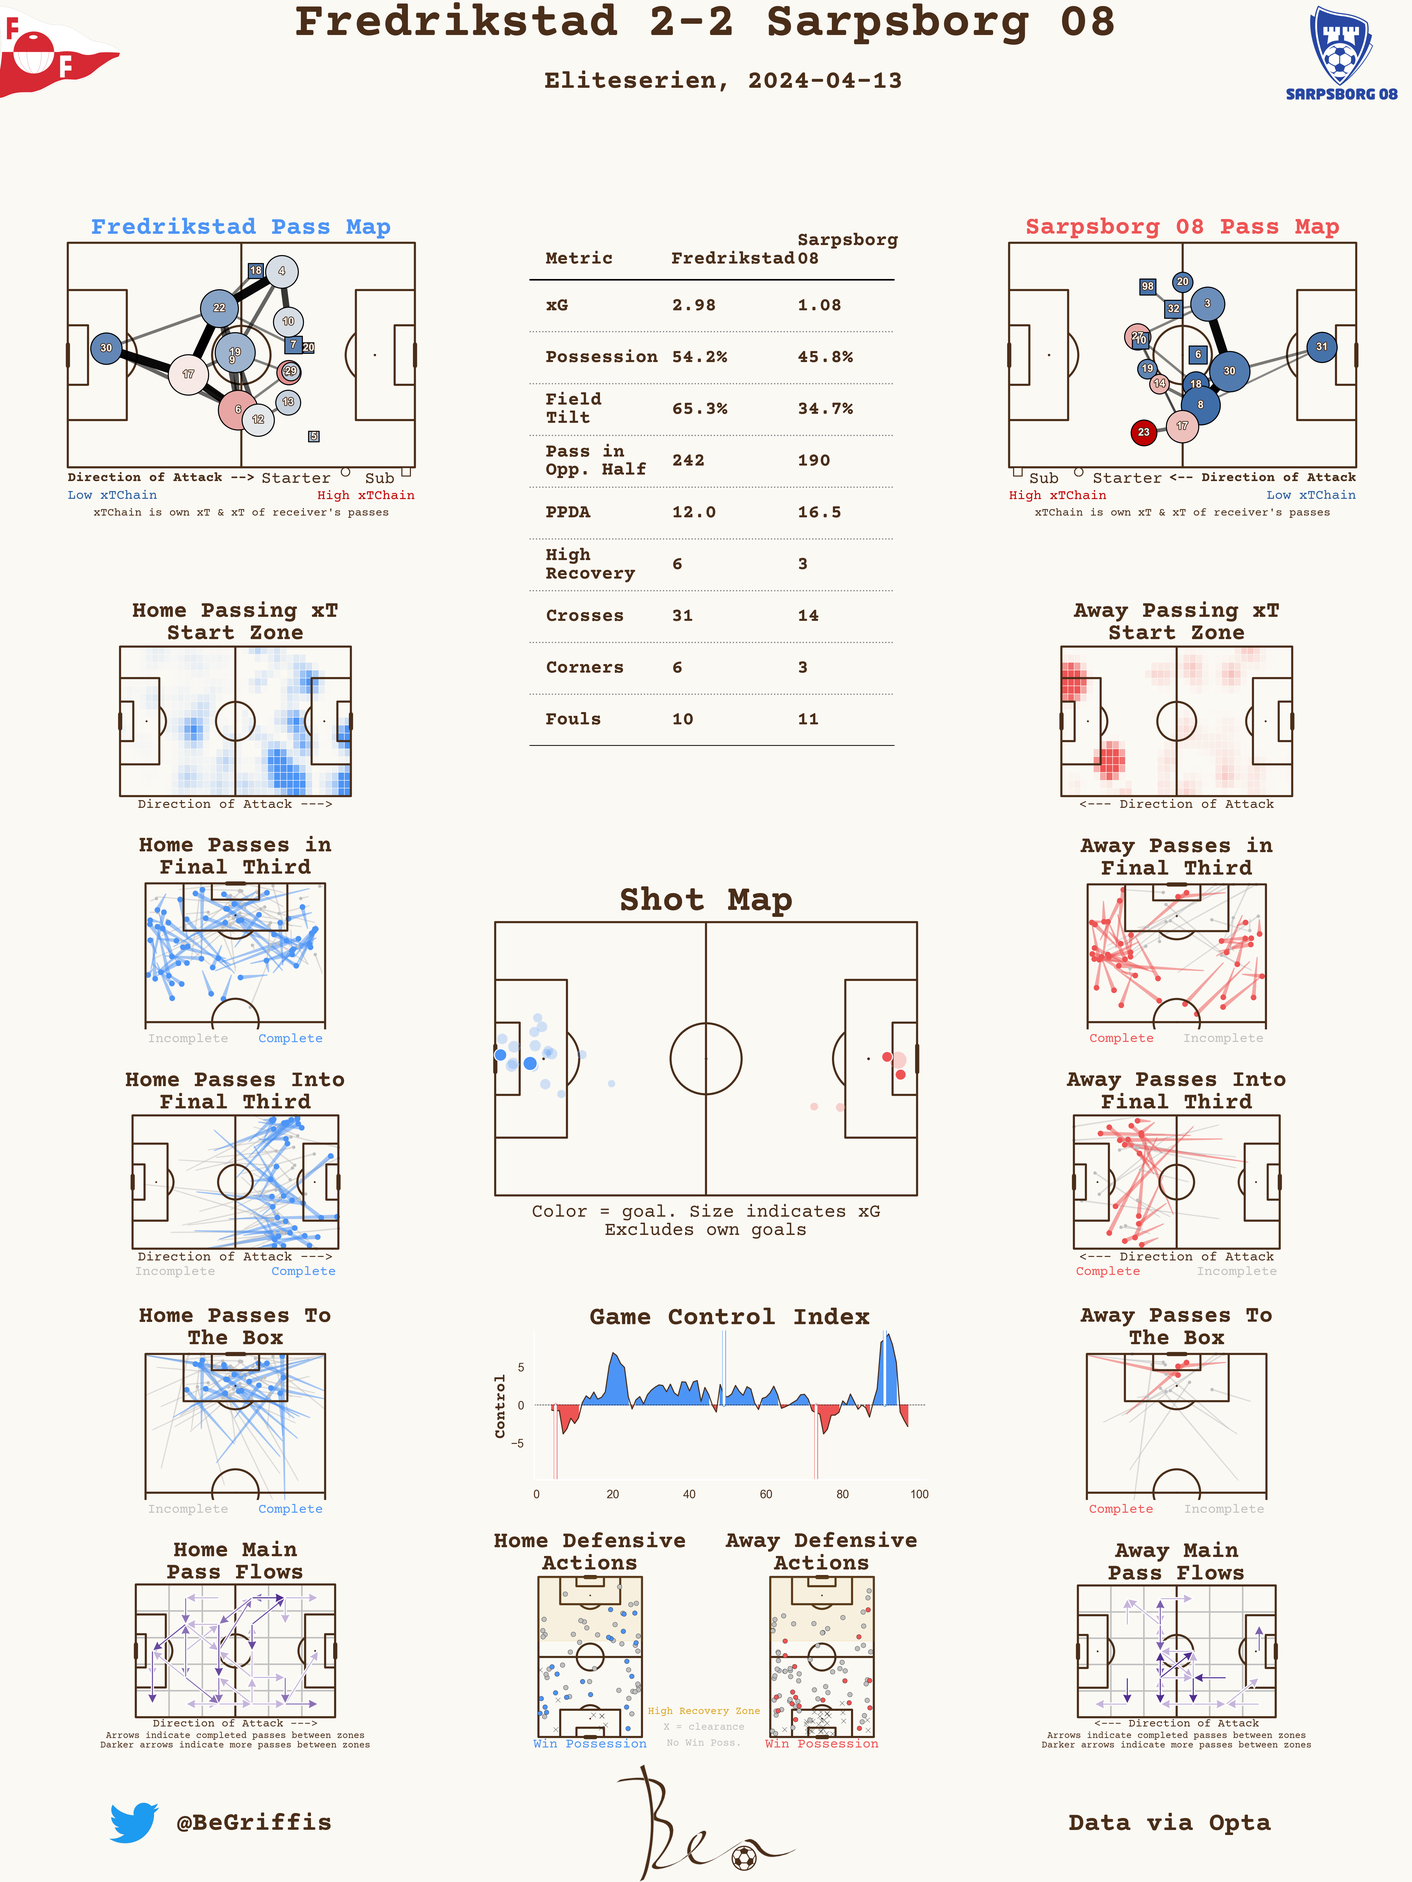 Fredrikstad 2-2 Sarpsborg 08
Eliteserien, 2024-04-13
F
F
SARPSBORG 08
Fredrikstad Pass Map
18
4
22
10
7
20
30
19
9
17
29
6
13
12
5
Direction of Attack --> Starter Sub
Low xTChain High xTChain
xTChain is own xT & xT of receiver's passes
Metric Fredrikstad Sarpsborg 08
xG 2.98 1.08
Possession 54.2% 45.8%
Field Tilt 65.3% 34.7%
Pass in Opp. Half 242 190
PPDA 12.0 16.5
High Recovery 6 3
Crosses 31 14
Corners 6 3
Fouls 10 11
Sarpsborg 08 Pass Map
98
20
32
3
27
10
6
31
19
14
18
30
8
23
17
Sub Starter <-- Direction of Attack
High xTChain Low xTChain
xTChain is own xT & xT of receiver's passes
Home Passing xT
Start Zone
Direction of Attack --->
Away Passing xT
Start Zone
<--- Direction of Attack
Home Passes in
Final Third
Incomplete Complete
Away Passes in
Final Third
Complete Incomplete
Shot Map
Color = goal. Size indicates xG
Excludes own goals
Home Passes Into
Final Third
Direction of Attack --->
Incomplete Complete
Away Passes Into
Final Third
<--- Direction of Attack
Complete Incomplete
Home Passes To
The Box
Incomplete Complete
Game Control Index
Control
5
0
−5
0 20 40 60 80 100
Away Passes To
The Box
Complete Incomplete
Home Main
Pass Flows
Direction of Attack --->
Arrows indicate completed passes between zones
Darker arrows indicate more passes between zones
Home Defensive
Actions
Win Possession
High Recovery Zone
X = clearance
No Win Poss.
Away Defensive
Actions
Win Possession
Away Main
Pass Flows
<--- Direction of Attack
Arrows indicate completed passes between zones
Darker arrows indicate more passes between zones
@BeGriffis
Ben
Data via Opta